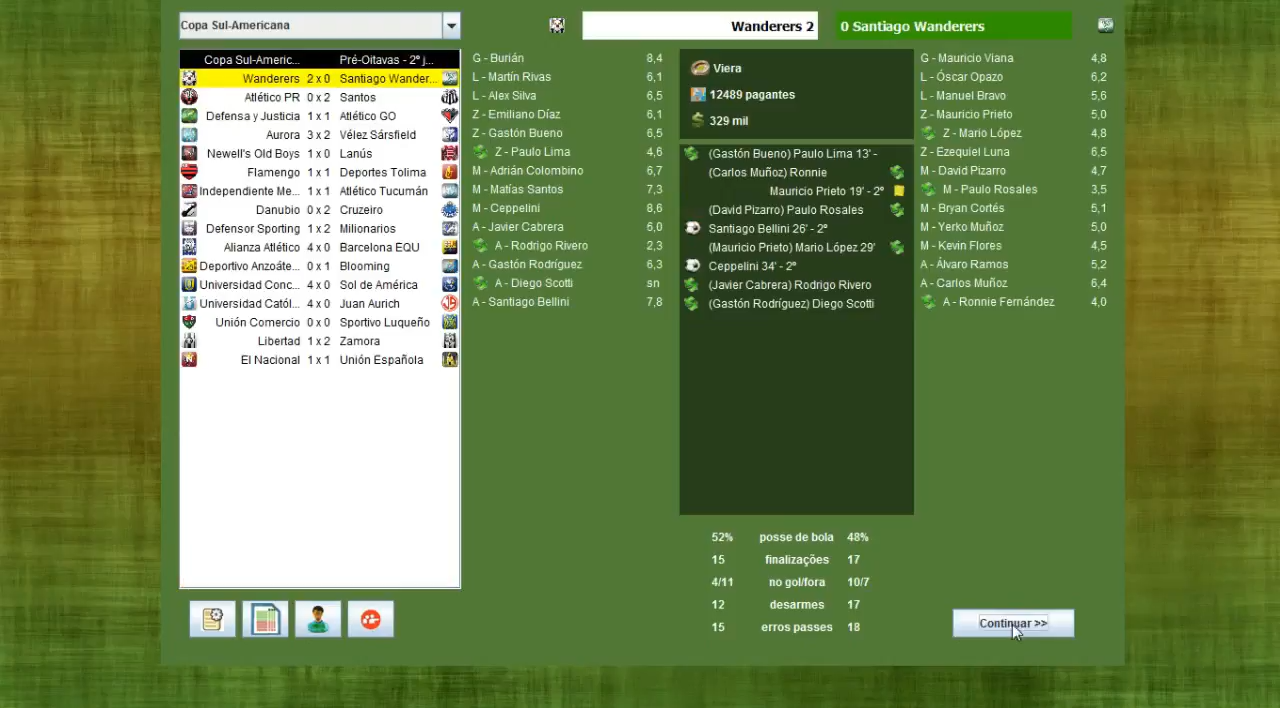 Copa Sul-Americana
Wanderers 2
0 Santiago Wanderers
Copa Sul-Americ... Pré-Oitavas - 2º j...
Wanderers 2 x 0 Santiago Wander...
Atlético PR 0 x 2 Santos
Defensa y Justicia 1 x 1 Atlético GO
Aurora 3 x 2 Vélez Sársfield
Newell's Old Boys 1 x 0 Lanús
Flamengo 1 x 1 Deportes Tolima
Independiente Me... 1 x 1 Atlético Tucumán
Danubio 0 x 2 Cruzeiro
Defensor Sporting 1 x 2 Milionarios
Alianza Atlético 4 x 0 Barcelona EQU
Deportivo Anzoáte... 0 x 1 Blooming
Universidad Conc... 4 x 0 Sol de América
Universidad Catól... 4 x 0 Juan Aurich
Unión Comercio 0 x 0 Sportivo Luqueño
Libertad 1 x 2 Zamora
El Nacional 1 x 1 Unión Española
G - Burián 8,4
L - Martín Rivas 6,1
L - Alex Silva 6,5
Z - Emiliano Díaz 6,1
Z - Gastón Bueno 6,5
Z - Paulo Lima 4,6
M - Adrián Colombino 6,7
M - Matías Santos 7,3
M - Ceppelini 8,6
A - Javier Cabrera 6,0
A - Rodrigo Rivero 2,3
A - Gastón Rodríguez 6,3
A - Diego Scotti sn
A - Santiago Bellini 7,8
Viera
12489 pagantes
329 mil
(Gastón Bueno) Paulo Lima 13' -
(Carlos Muñoz) Ronnie
Mauricio Prieto 19' - 2º
(David Pizarro) Paulo Rosales
Santiago Bellini 26' - 2º
(Mauricio Prieto) Mario López 29'
Ceppelini 34' - 2º
(Javier Cabrera) Rodrigo Rivero
(Gastón Rodríguez) Diego Scotti
52% posse de bola 48%
15 finalizações 17
4/11 no gol/fora 10/7
12 desarmes 17
15 erros passes 18
G - Mauricio Viana 4,8
L - Óscar Opazo 6,2
L - Manuel Bravo 5,6
Z - Mauricio Prieto 5,0
Z - Mario López 4,8
Z - Ezequiel Luna 6,5
M - David Pizarro 4,7
M - Paulo Rosales 3,5
M - Bryan Cortés 5,1
M - Yerko Muñoz 5,0
M - Kevin Flores 4,5
A - Álvaro Ramos 5,2
A - Carlos Muñoz 6,4
A - Ronnie Fernández 4,0
Continuar >>